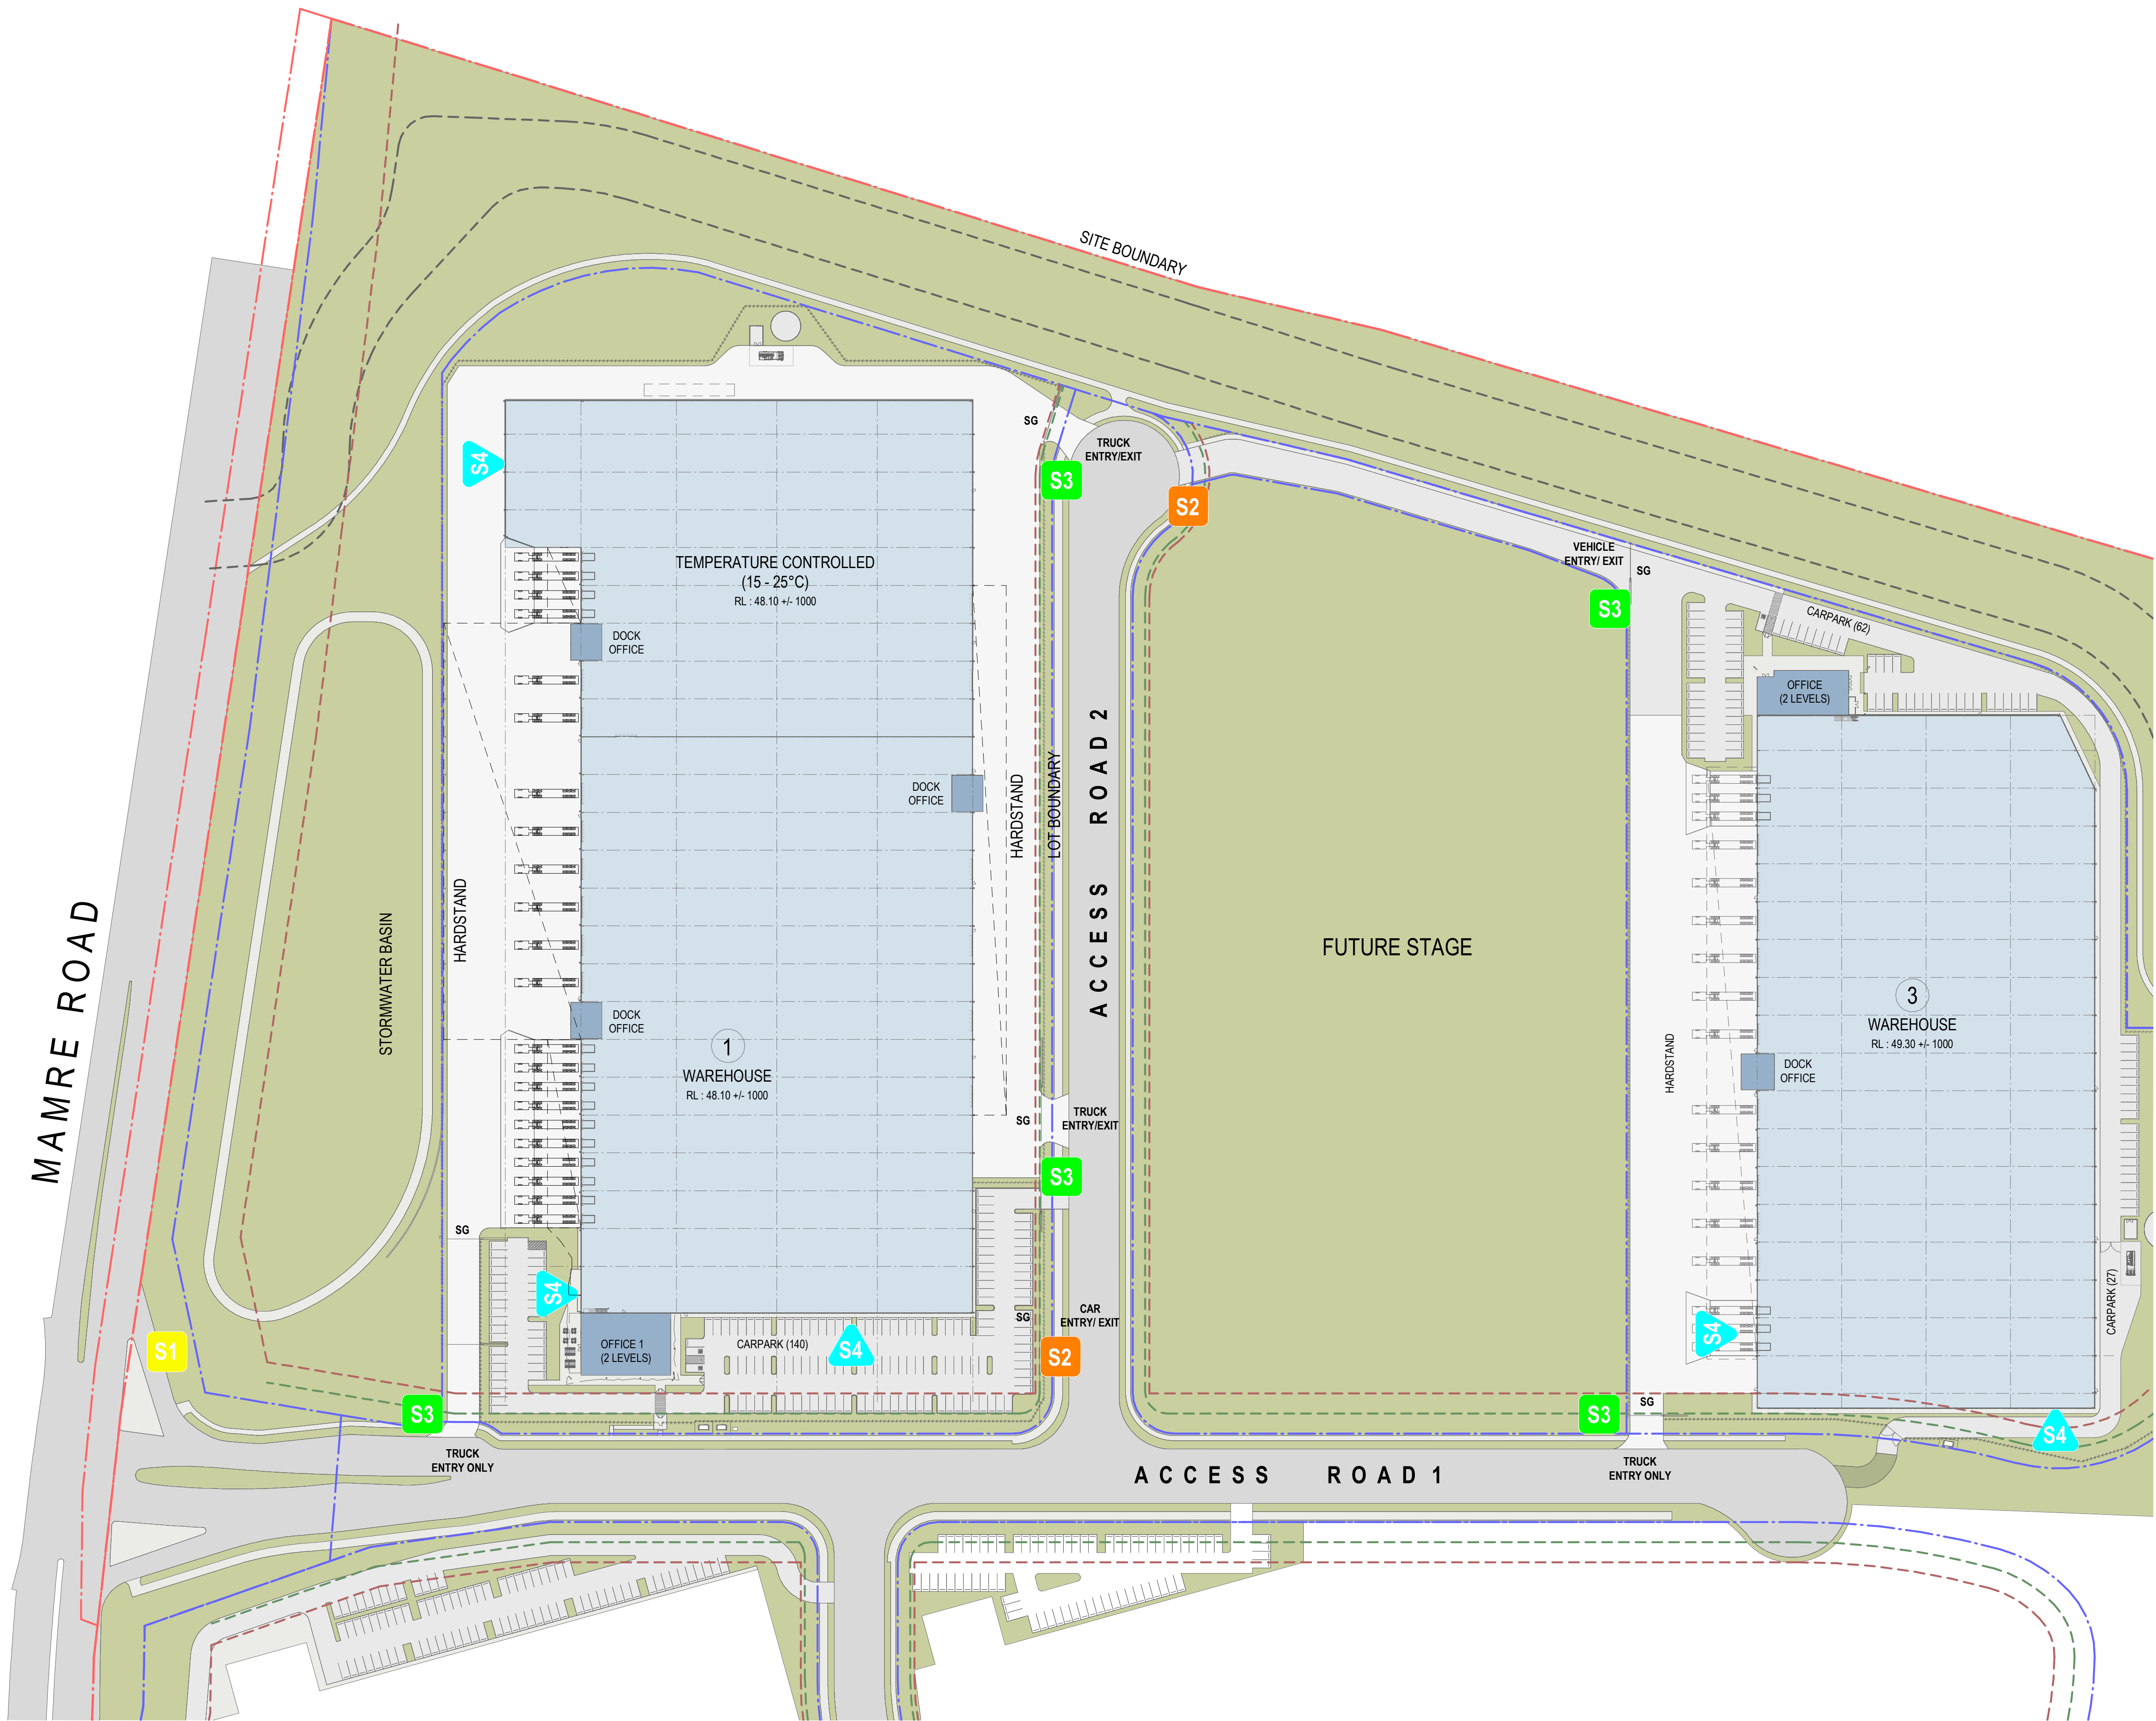 SITE BOUNDARY
SG
TRUCK
ENTRY/EXIT
S4
S3
S2
TEMPERATURE CONTROLLED
(15 - 25°C)
RL : 48.10 +/- 1000
VEHICLE
ENTRY/ EXIT
SG
S3
CARPARK (62)
DOCK
OFFICE
OFFICE
(2 LEVELS)
DOCK
OFFICE
HARDSTAND
LOT BOUNDARY
ACCESS ROAD 2
MAMRE ROAD
STORMWATER BASIN
HARDSTAND
FUTURE STAGE
DOCK
OFFICE
1
WAREHOUSE
RL : 48.10 +/- 1000
3
WAREHOUSE
RL : 49.30 +/- 1000
HARDSTAND
DOCK
OFFICE
SG
TRUCK
ENTRY/EXIT
S3
SG
S4
SG
CAR
ENTRY/ EXIT
CARPARK (27)
S1
OFFICE 1
(2 LEVELS)
CARPARK (140)
S4
S2
S4
S3
S3
SG
S4
TRUCK
ENTRY ONLY
ACCESS ROAD 1
TRUCK
ENTRY ONLY